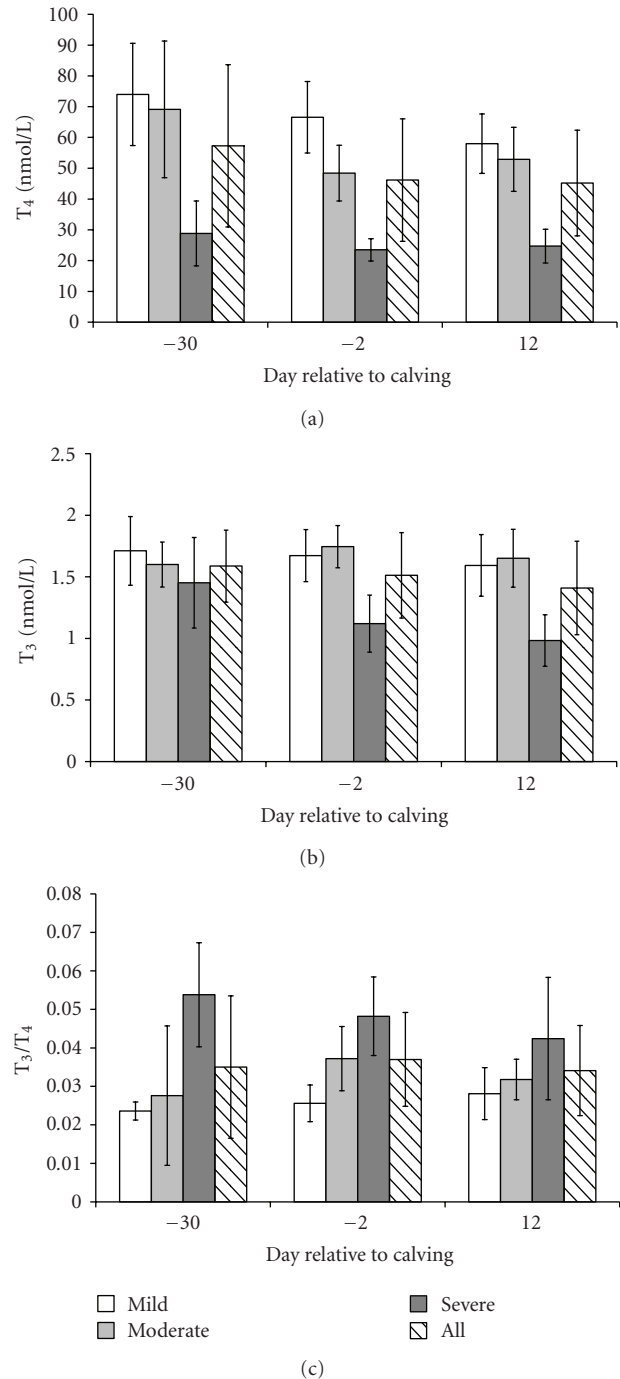 100
90
80
70
60
50
40
30
20
10
0
T4 (nmol/L)
−30 −2 12
Day relative to calving
(a)
2.5
2
1.5
1
0.5
0
T3 (nmol/L)
−30 −2 12
Day relative to calving
(b)
0.08
0.07
0.06
0.05
0.04
0.03
0.02
0.01
0
T3/T4
−30 −2 12
Day relative to calving
Mild Severe
Moderate All
(c)